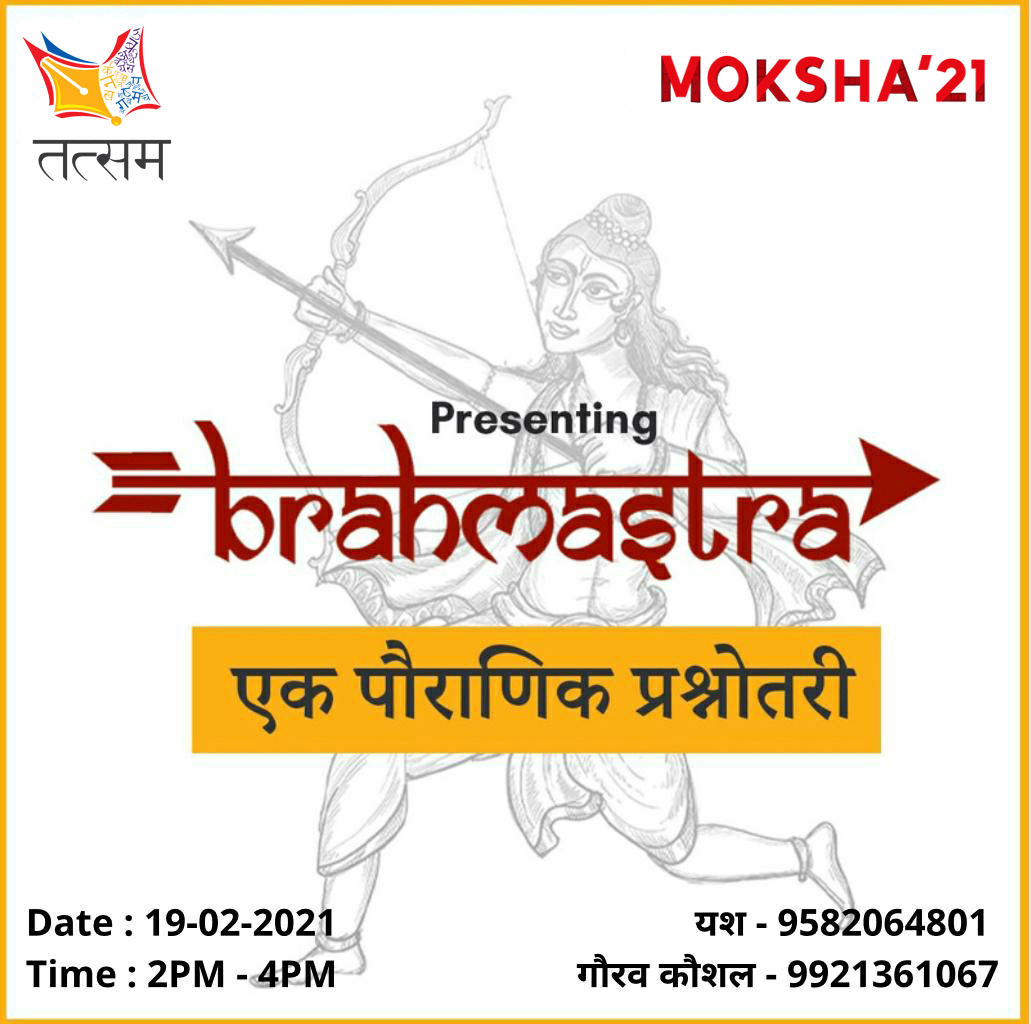 तत्सम
MOKSHA'21
Presenting
brahmastra
एक पौराणिक प्रश्नोतरी
Date : 19-02-2021
Time : 2PM - 4PM
यश - 9582064801
गौरव कौशल - 9921361067